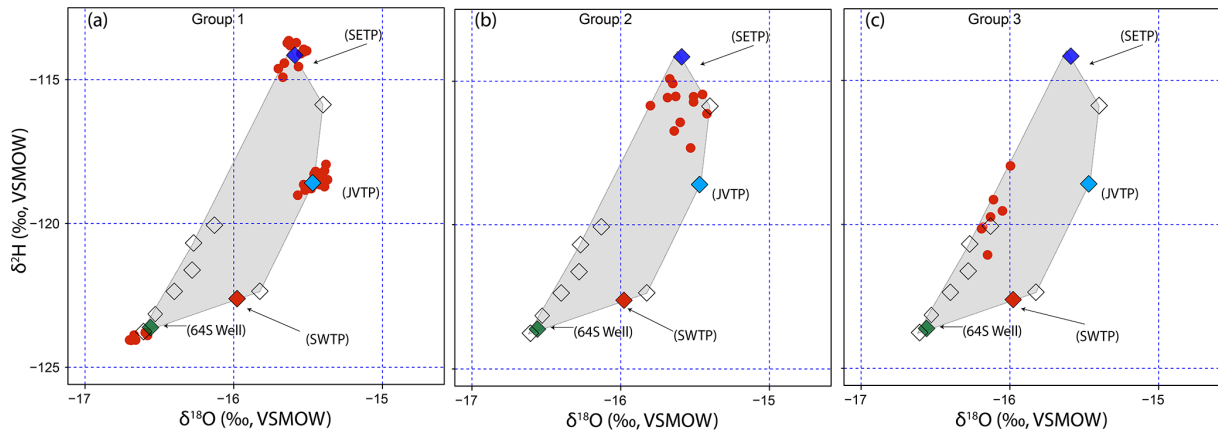 (a) Group 1
(SETP)
(JVTP)
(64S Well)
(SWTP)
−115
−120
−125
−17 −16 −15
δ²H (‰, VSMOW)
δ¹⁸O (‰, VSMOW)
(b) Group 2
(SETP)
(JVTP)
(64S Well)
(SWTP)
−17 −16 −15
δ¹⁸O (‰, VSMOW)
(c) Group 3
(SETP)
(JVTP)
(64S Well)
(SWTP)
−17 −16 −15
δ¹⁸O (‰, VSMOW)